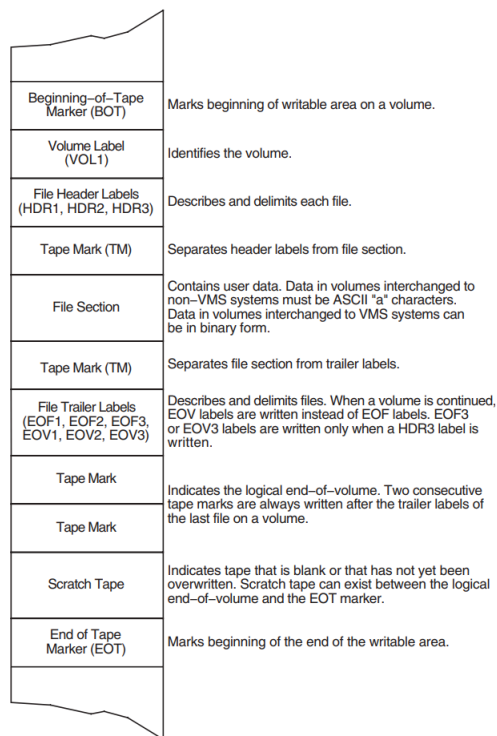 Beginning–of–Tape
Marker (BOT)
Marks beginning of writable area on a volume.
Volume Label
(VOL1)
Identifies the volume.
File Header Labels
(HDR1, HDR2, HDR3)
Describes and delimits each file.
Tape Mark (TM)
Separates header labels from file section.
File Section
Contains user data. Data in volumes interchanged to
non–VMS systems must be ASCII "a" characters.
Data in volumes interchanged to VMS systems can
be in binary form.
Tape Mark (TM)
Separates file section from trailer labels.
File Trailer Labels
(EOF1, EOF2, EOF3,
EOV1, EOV2, EOV3)
Describes and delimits files. When a volume is continued,
EOV labels are written instead of EOF labels. EOF3
or EOV3 labels are written only when a HDR3 label is
written.
Tape Mark
Tape Mark
Indicates the logical end–of–volume. Two consecutive
tape marks are always written after the trailer labels of
the last file on a volume.
Scratch Tape
Indicates tape that is blank or that has not yet been
overwritten. Scratch tape can exist between the logical
end–of–volume and the EOT marker.
End of Tape
Marker (EOT)
Marks beginning of the end of the writable area.